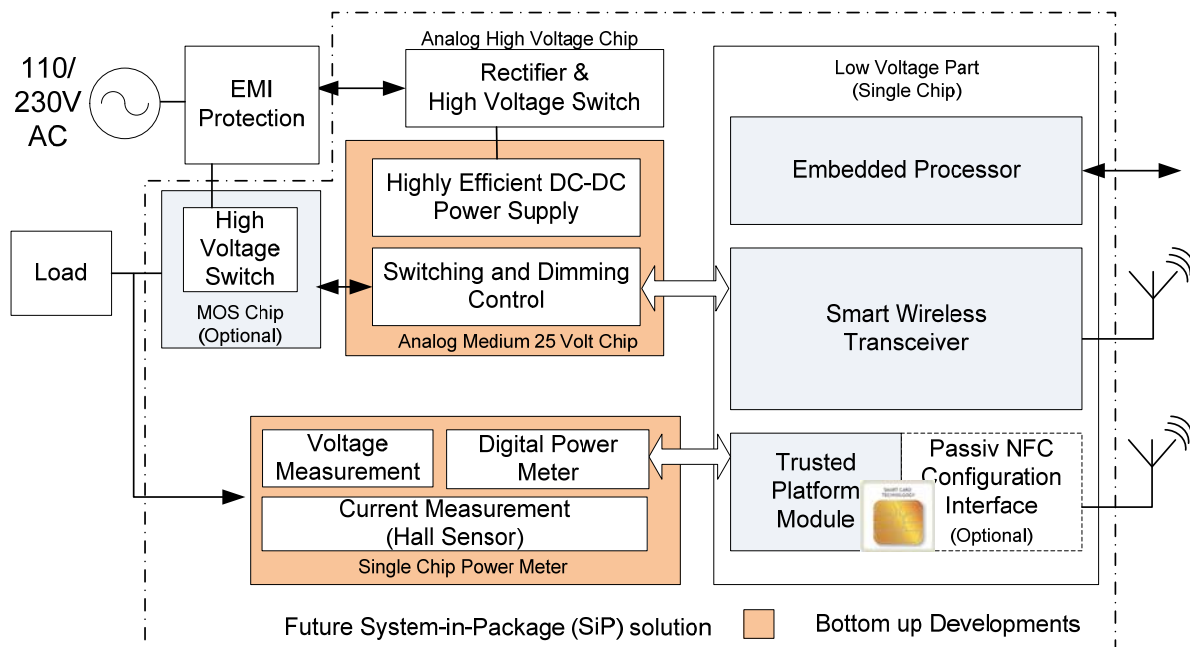 110/
230V
AC
EMI
Protection
Analog High Voltage Chip
Rectifier &
High Voltage Switch
Low Voltage Part
(Single Chip)
Embedded Processor
Highly Efficient DC-DC
Power Supply
High
Voltage
Switch
MOS Chip
(Optional)
Load
Switching and Dimming
Control
Analog Medium 25 Volt Chip
Smart Wireless
Transceiver
Voltage
Measurement
Digital Power
Meter
Current Measurement
(Hall Sensor)
Single Chip Power Meter
Trusted
Platform
Module
SMART CARD
TECHNOLOGY
Passiv NFC
Configuration
Interface
(Optional)
Future System-in-Package (SiP) solution
Bottom up Developments